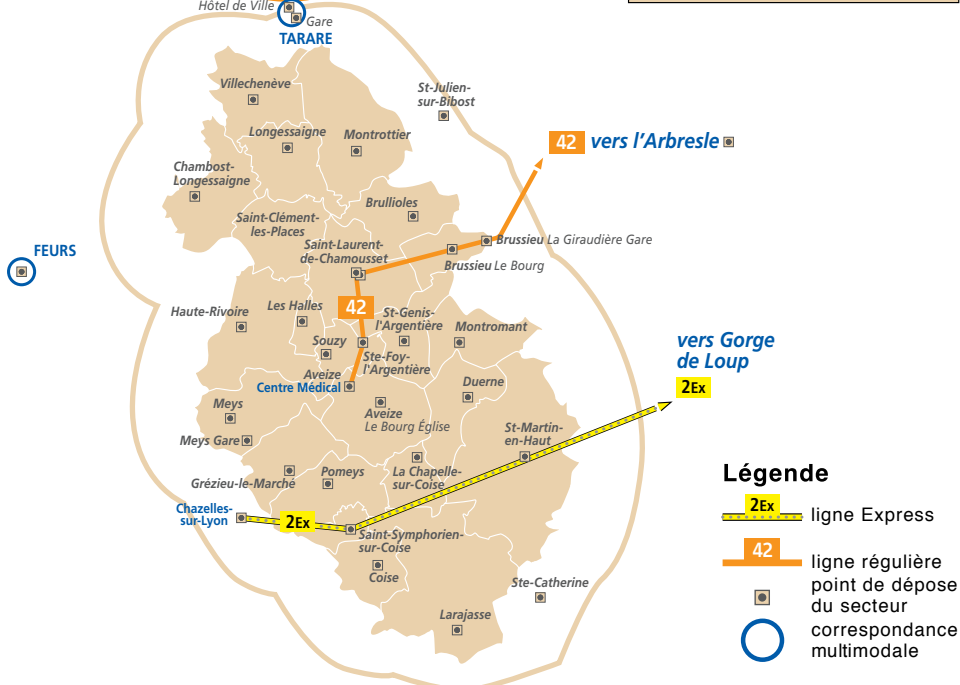 Hôtel de Ville
Gare
TARARE
Villechenève
St-Julien-
sur-Bibost
Longessaigne
Montrottier
42 vers l'Arbresle
Chambost-
Longessaigne
Brullioles
Saint-Clément-
les-Places
Saint-Laurent-
de-Chamousset
Brussieu La Giraudière Gare
Brussieu Le Bourg
FEURS
Haute-Rivoire
Les Halles
42
St-Genis-
l'Argentière
Montromant
Souzy
Ste-Foy-
l'Argentière
vers Gorge
de Loup
2Ex
Aveize
Centre Médical
Duerne
Meys
Aveize
Le Bourg Église
Meys Gare
St-Martin-
en-Haut
Grézieu-le-Marché
Pomeys
La Chapelle-
sur-Coise
Chazelles-
sur-Lyon
2Ex
Saint-Symphorien-
sur-Coise
Coise
Ste-Catherine
Larajasse
Légende
2Ex ligne Express
42 ligne régulière
point de dépose
du secteur
correspondance
multimodale